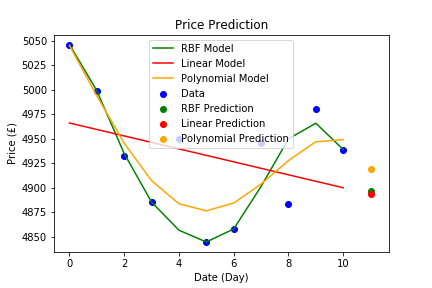 Price Prediction
Price (£)
5050
5025
5000
4975
4950
4925
4900
4875
4850
RBF Model
Linear Model
Polynomial Model
Data
RBF Prediction
Linear Prediction
Polynomial Prediction
0 2 4 6 8 10
Date (Day)